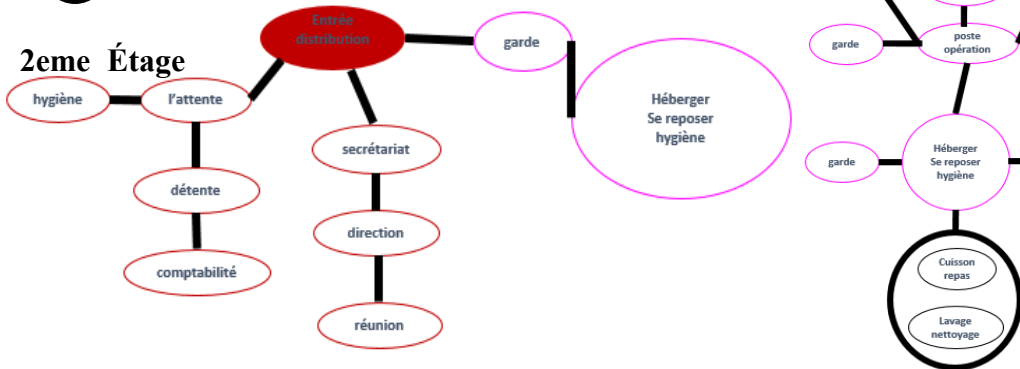 Entrée
distribution
garde
2eme Étage
hygiène
l'attente
Héberger
Se reposer
hygiène
secrétariat
détente
direction
comptabilité
réunion
garde
poste
opération
garde
Héberger
Se reposer
hygiène
Cuisson
repas
Lavage
nettoyage